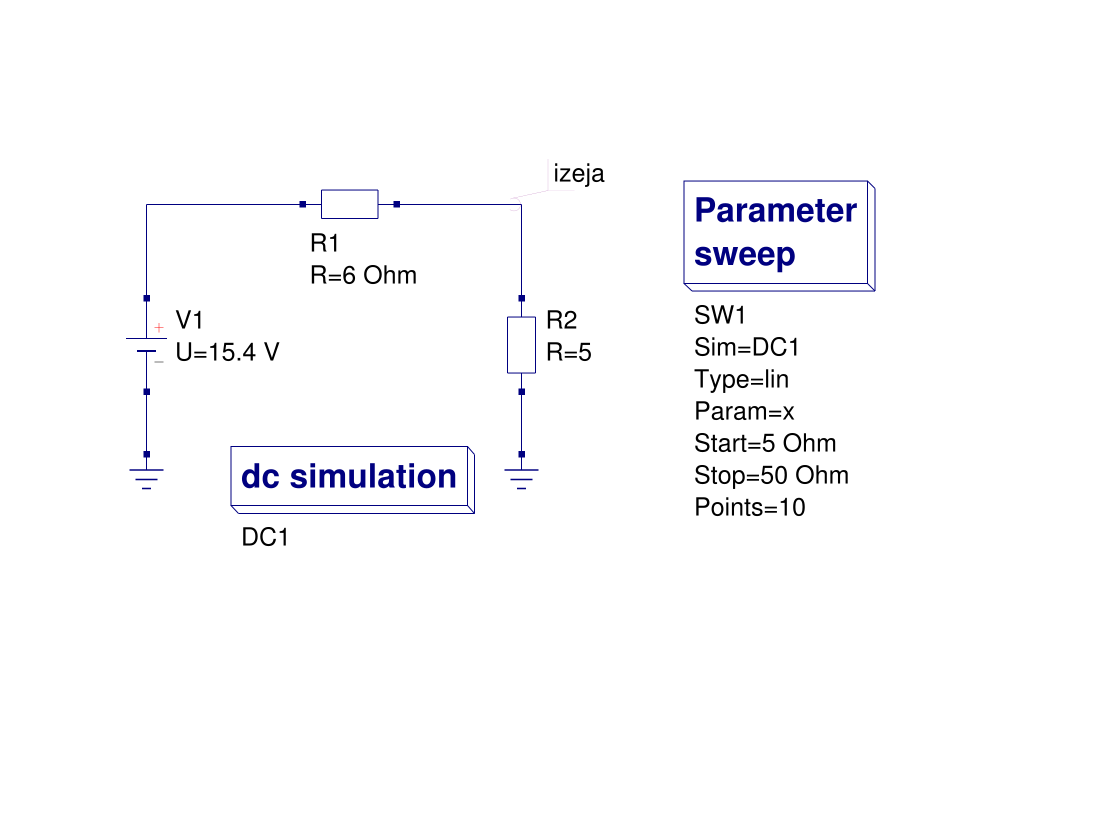 izeja
R1
R=6 Ohm
V1
U=15.4 V
+
_
R2
R=5
dc simulation
DC1
Parameter
sweep
SW1
Sim=DC1
Type=lin
Param=x
Start=5 Ohm
Stop=50 Ohm
Points=10